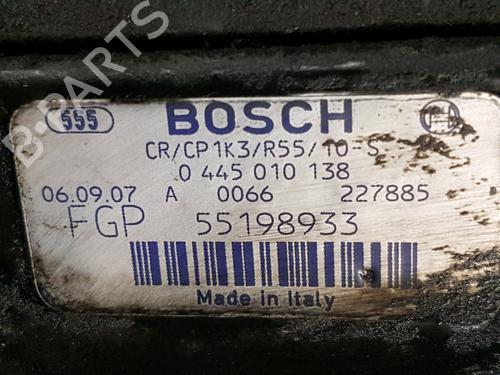 B-PARTS
555 BOSCH
CR/CP1K3/R55/10-S
0 445 010 138
06.09.07 A 0066 227885
FGP 55198933
Made in Italy